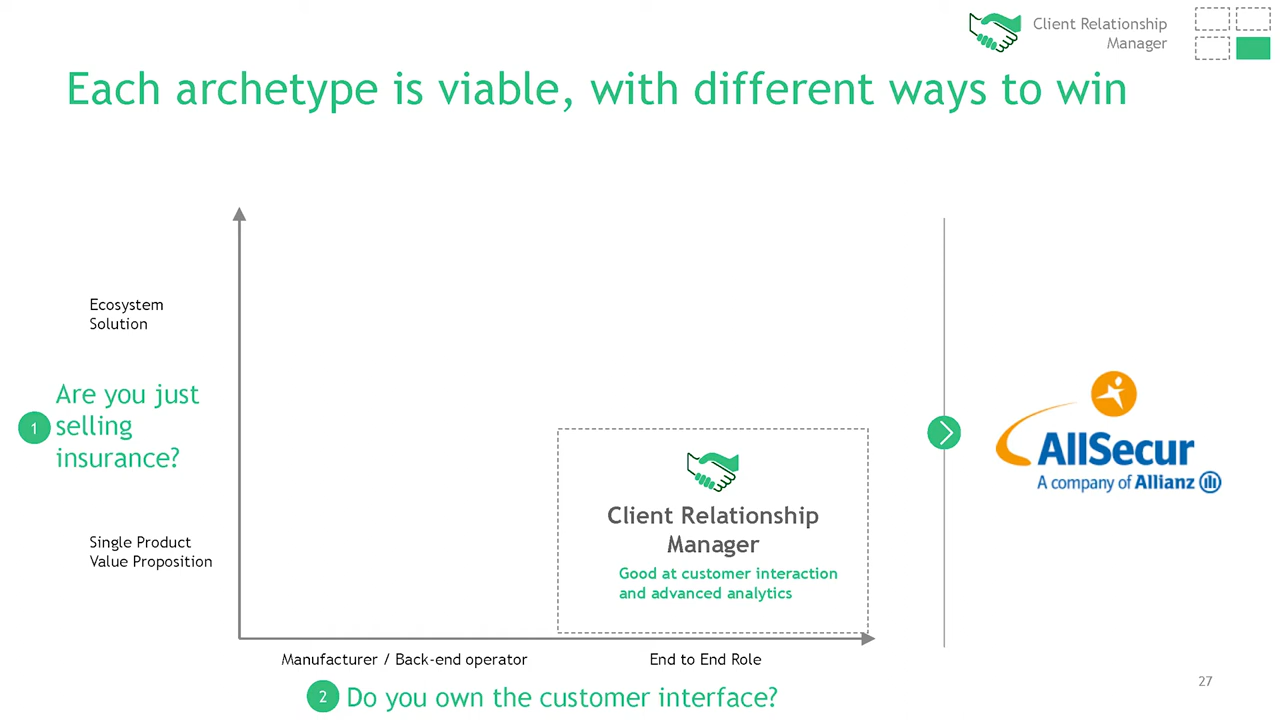 Client Relationship
Manager
Each archetype is viable, with different ways to win
Ecosystem
Solution
1
Are you just
selling
insurance?
Single Product
Value Proposition
Client Relationship
Manager
Good at customer interaction
and advanced analytics
AllSecur
A company of Allianz
Manufacturer / Back-end operator
End to End Role
2
Do you own the customer interface?
27